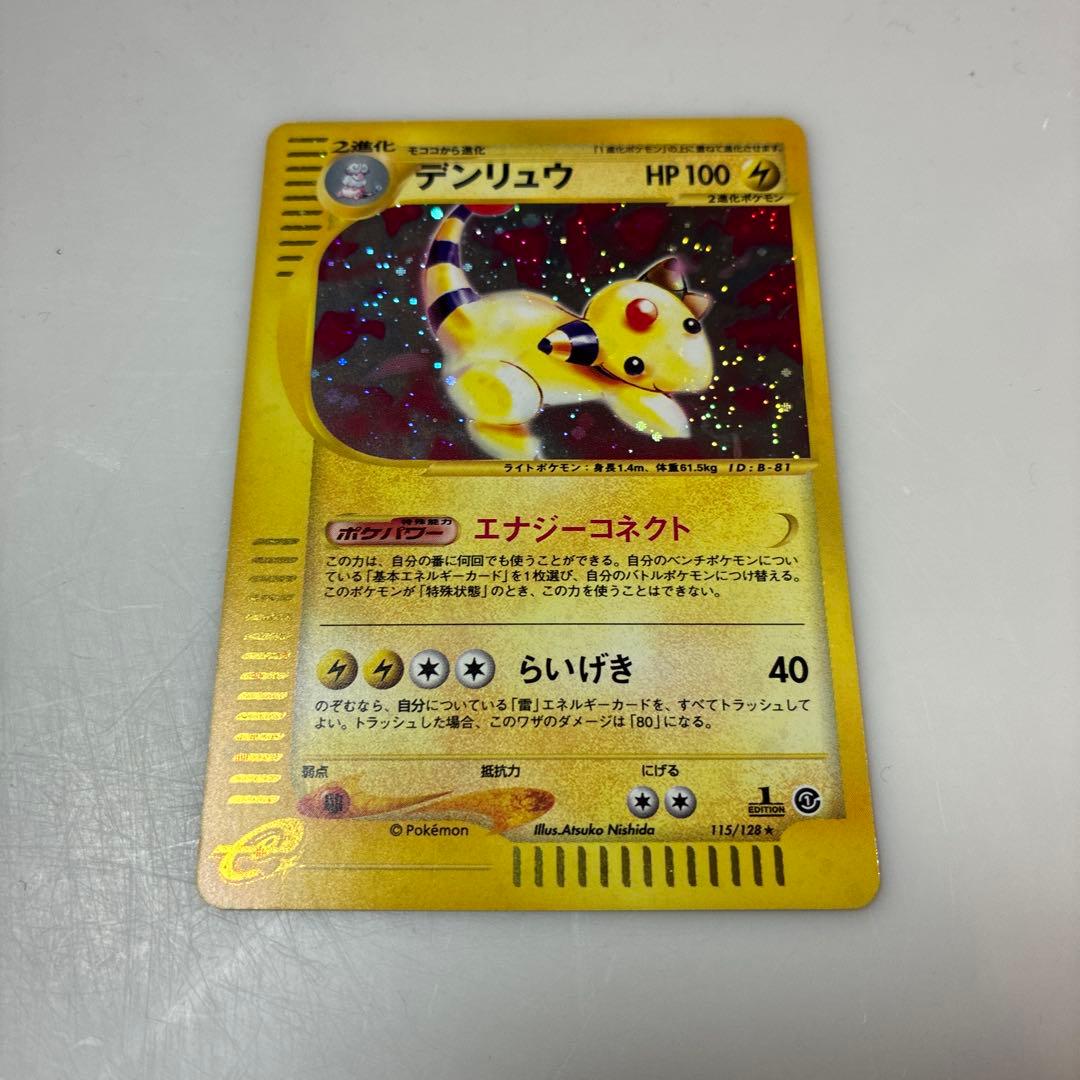 2進化 モココから進化 「1進化ポケモン」の上に重ねて進化させます。
デンリュウ HP100
2進化ポケモン
ライトポケモン：身長1.4m、体重61.5kg ID:B-81
特殊能力
ポケパワー エナジーコネクト
この力は、自分の番に何回でも使うことができる。自分のベンチポケモンについ
ている「基本エネルギーカード」を1枚選び、自分のバトルポケモンにつけ替える。
このポケモンが「特殊状態」のとき、この力を使うことはできない。
らいげき 40
のぞむなら、自分についている「雷」エネルギーカードを、すべてトラッシュして
よい。トラッシュした場合、このワザのダメージは「80」になる。
弱点 抵抗力 にげる
1
EDITION
© Pokémon Illus.Atsuko Nishida 115/128★
e